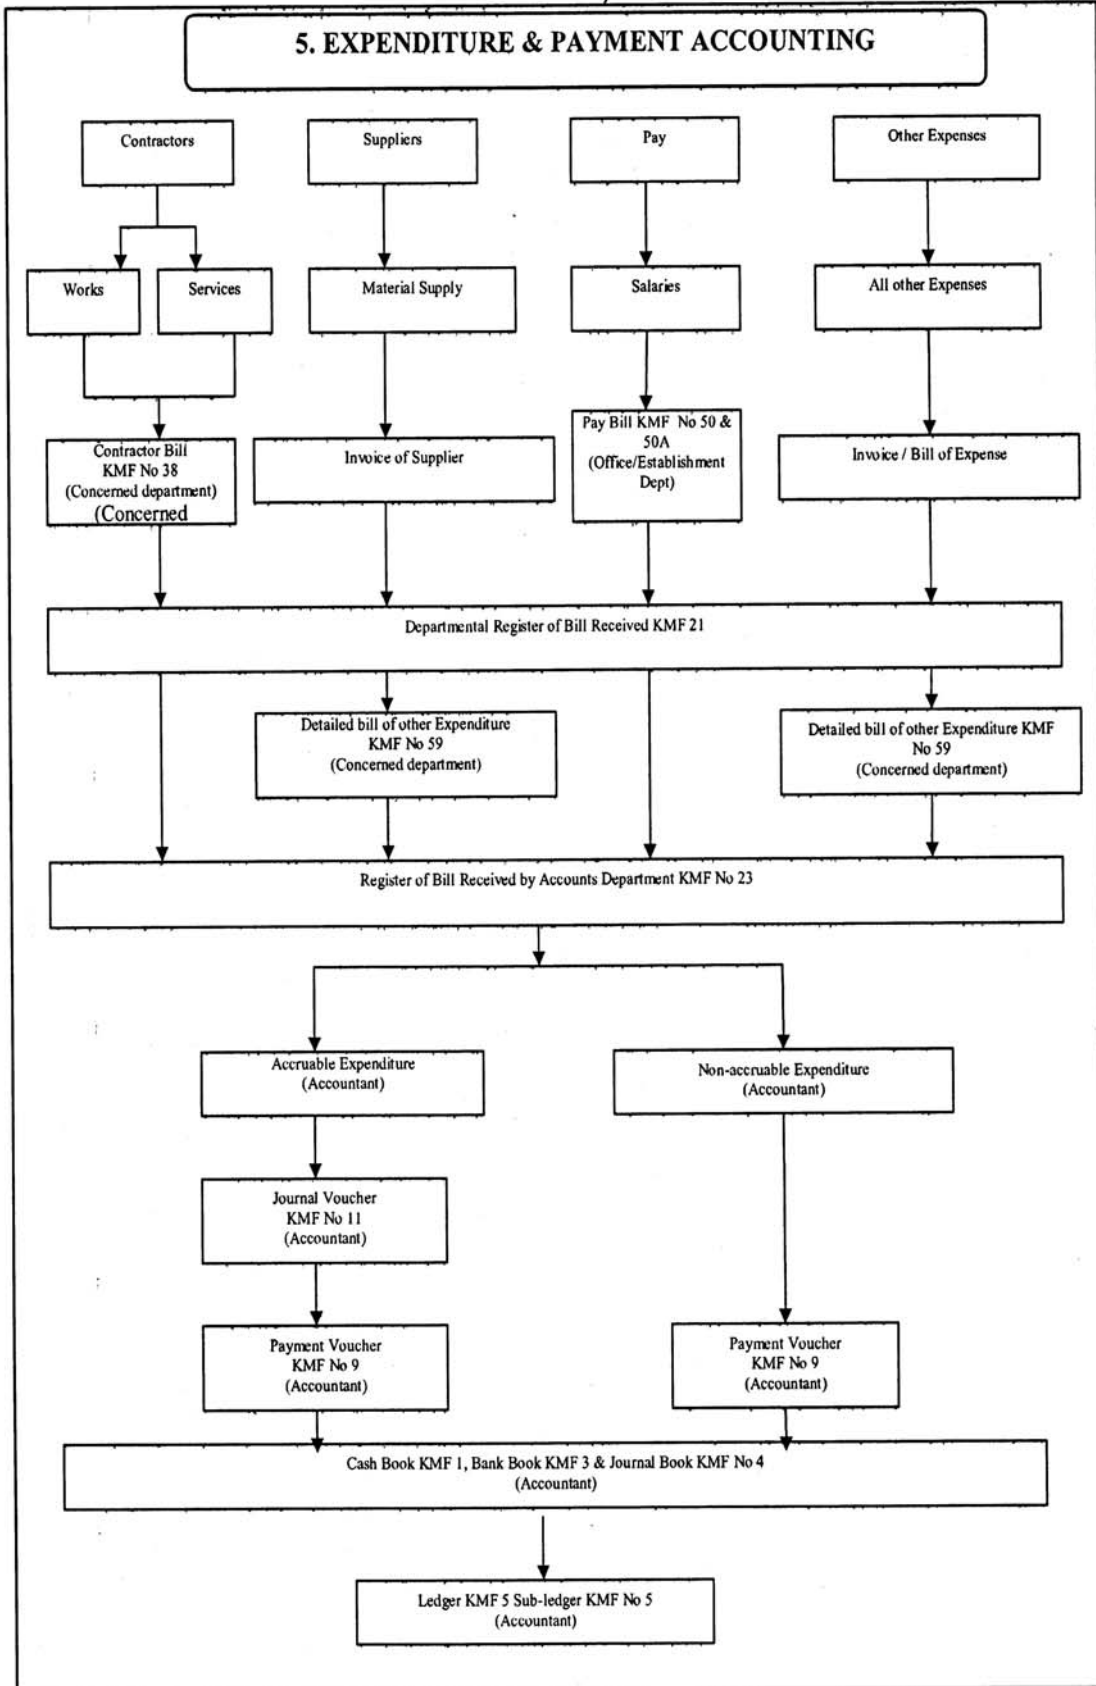 5. EXPENDITURE & PAYMENT ACCOUNTING
Contractors
Suppliers
Pay
Other Expenses
Works
Services
Material Supply
Salaries
All other Expenses
Contractor Bill
KMF No 38
(Concerned department)
(Concerned
Invoice of Supplier
Pay Bill KMF No 50 &
50A
(Office/Establishment
Dept)
Invoice / Bill of Expense
Departmental Register of Bill Received KMF 21
Detailed bill of other Expenditure
KMF No 59
(Concerned department)
Detailed bill of other Expenditure KMF
No 59
(Concerned department)
Register of Bill Received by Accounts Department KMF No 23
Accruable Expenditure
(Accountant)
Non-accruable Expenditure
(Accountant)
Journal Voucher
KMF No 11
(Accountant)
Payment Voucher
KMF No 9
(Accountant)
Payment Voucher
KMF No 9
(Accountant)
Cash Book KMF 1, Bank Book KMF 3 & Journal Book KMF No 4
(Accountant)
Ledger KMF 5 Sub-ledger KMF No 5
(Accountant)